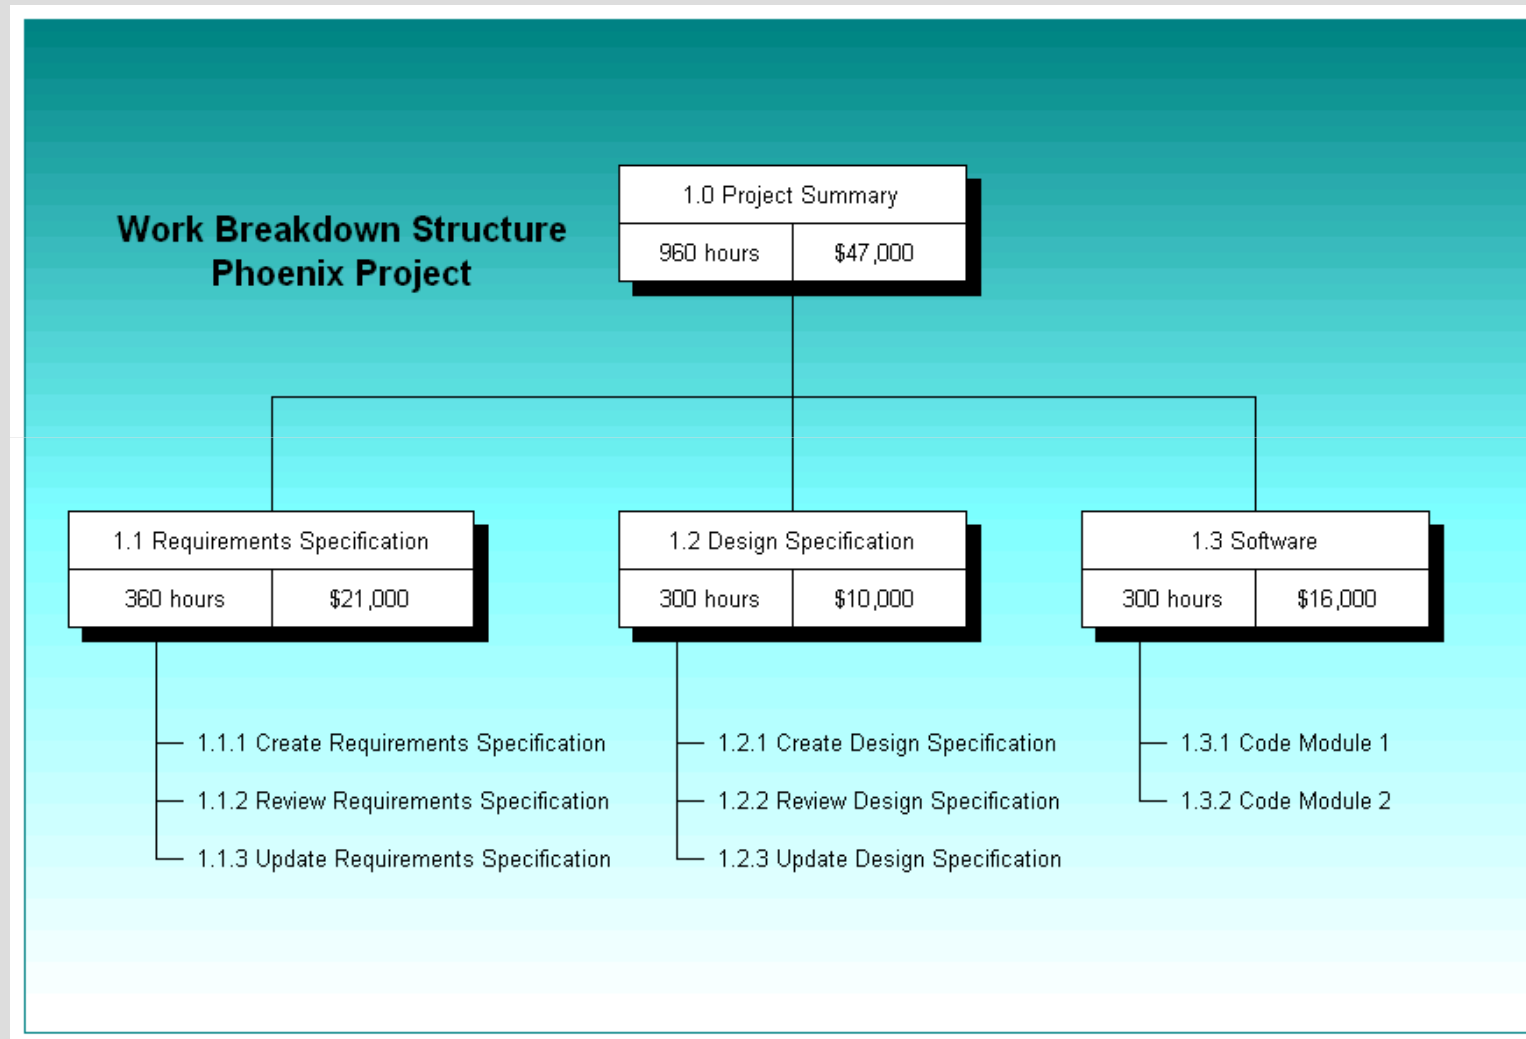 Work Breakdown Structure
Phoenix Project
1.0 Project Summary
960 hours
$47,000
1.1 Requirements Specification
360 hours
$21,000
1.2 Design Specification
300 hours
$10,000
1.3 Software
300 hours
$16,000
1.1.1 Create Requirements Specification
1.1.2 Review Requirements Specification
1.1.3 Update Requirements Specification
1.2.1 Create Design Specification
1.2.2 Review Design Specification
1.2.3 Update Design Specification
1.3.1 Code Module 1
1.3.2 Code Module 2